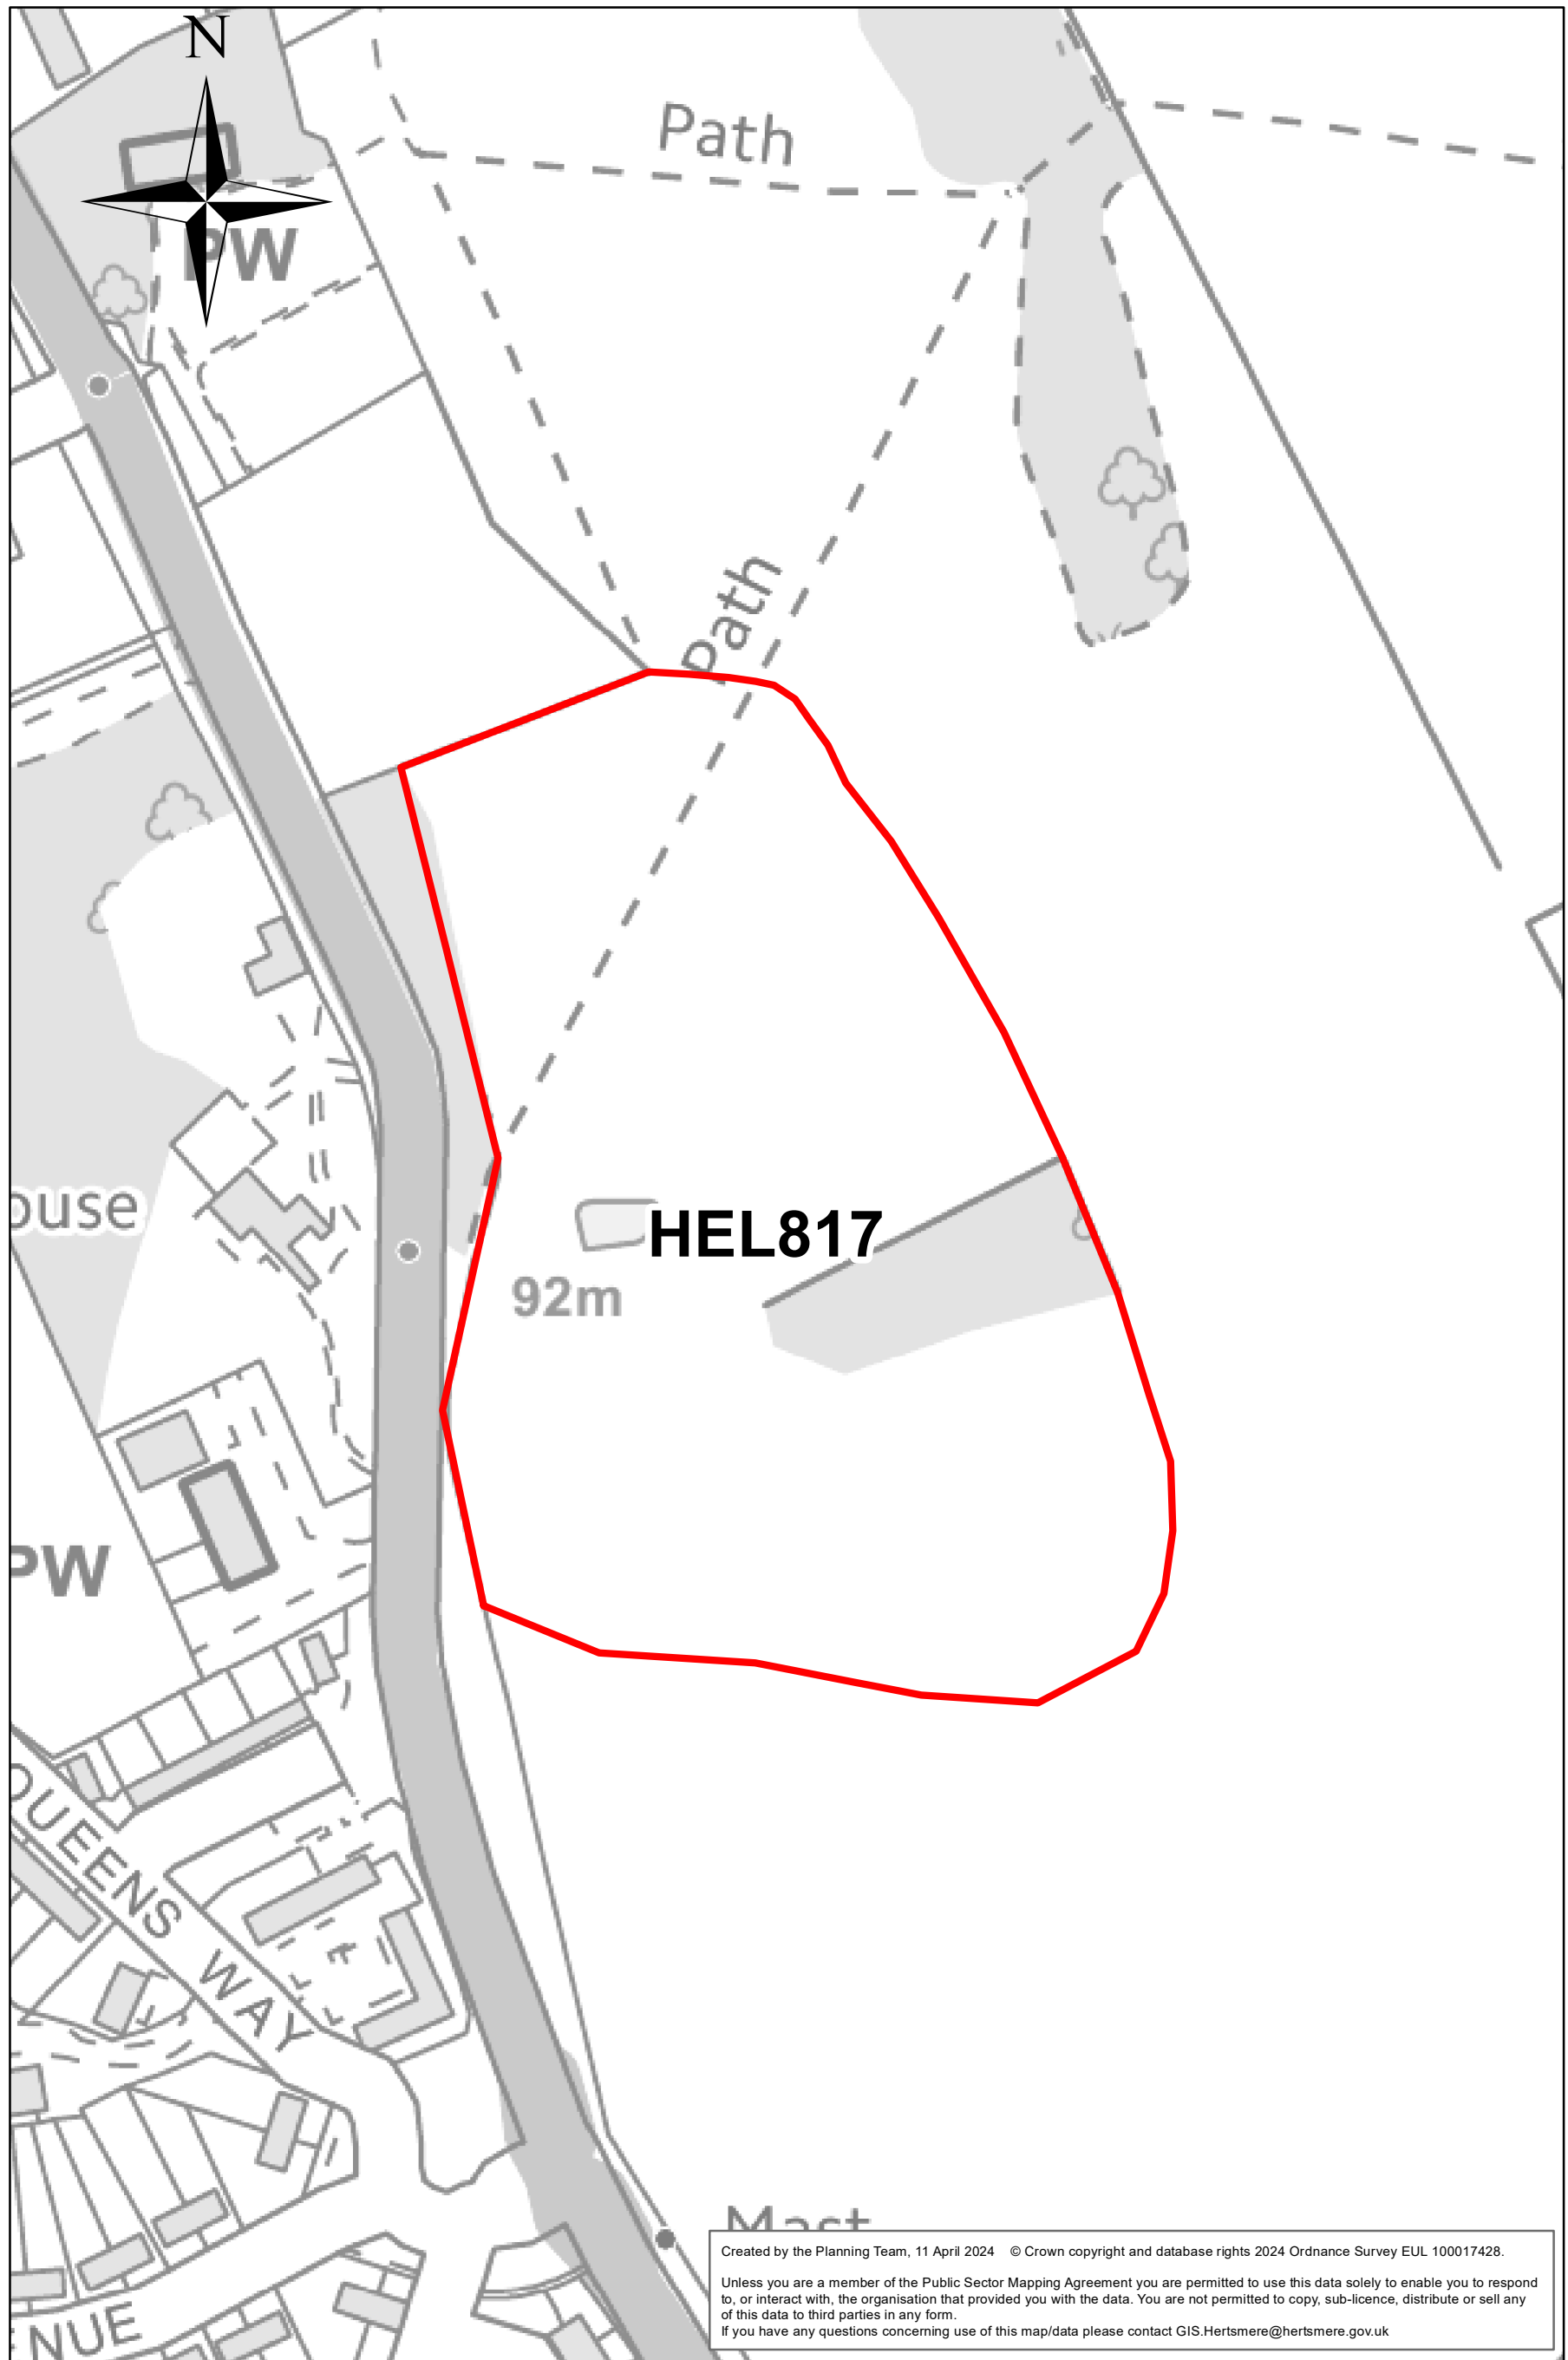 N
Path
PW
Path
ouse
HEL817
92m
PW
QUEENS WAY
Mast
NUE
Created by the Planning Team, 11 April 2024 © Crown copyright and database rights 2024 Ordnance Survey EUL 100017428.
Unless you are a member of the Public Sector Mapping Agreement you are permitted to use this data solely to enable you to respond
to, or interact with, the organisation that provided you with the data. You are not permitted to copy, sub-licence, distribute or sell any
of this data to third parties in any form.
If you have any questions concerning use of this map/data please contact GIS.Hertsmere@hertsmere.gov.uk